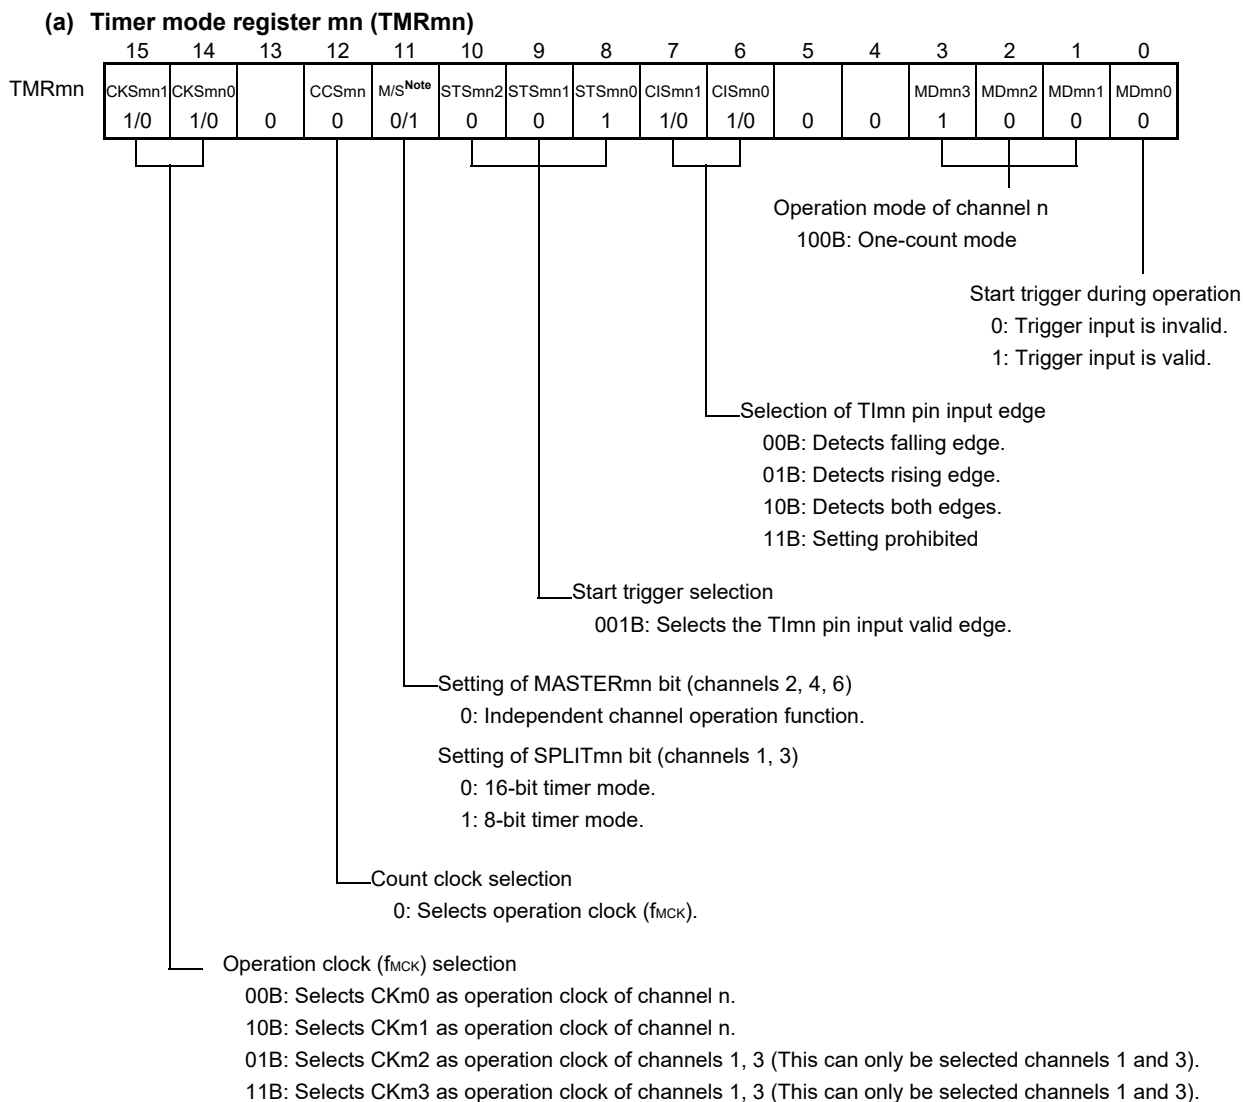 (a) Timer mode register mn (TMRmn)
15 14 13 12 11 10 9 8 7 6 5 4 3 2 1 0
TMRmn CKSmn1 CKSmn0 CCSmn M/SNote STSmn2 STSmn1 STSmn0 CISmn1 CISmn0 MDmn3 MDmn2 MDmn1 MDmn0
1/0 1/0 0 0 0/1 0 0 1 1/0 1/0 0 0 1 0 0 0
Operation mode of channel n
100B: One-count mode
Start trigger during operation
0: Trigger input is invalid.
1: Trigger input is valid.
Selection of TImn pin input edge
00B: Detects falling edge.
01B: Detects rising edge.
10B: Detects both edges.
11B: Setting prohibited
Start trigger selection
001B: Selects the TImn pin input valid edge.
Setting of MASTERmn bit (channels 2, 4, 6)
0: Independent channel operation function.
Setting of SPLITmn bit (channels 1, 3)
0: 16-bit timer mode.
1: 8-bit timer mode.
Count clock selection
0: Selects operation clock (fMCK).
Operation clock (fMCK) selection
00B: Selects CKm0 as operation clock of channel n.
10B: Selects CKm1 as operation clock of channel n.
01B: Selects CKm2 as operation clock of channels 1, 3 (This can only be selected channels 1 and 3).
11B: Selects CKm3 as operation clock of channels 1, 3 (This can only be selected channels 1 and 3).